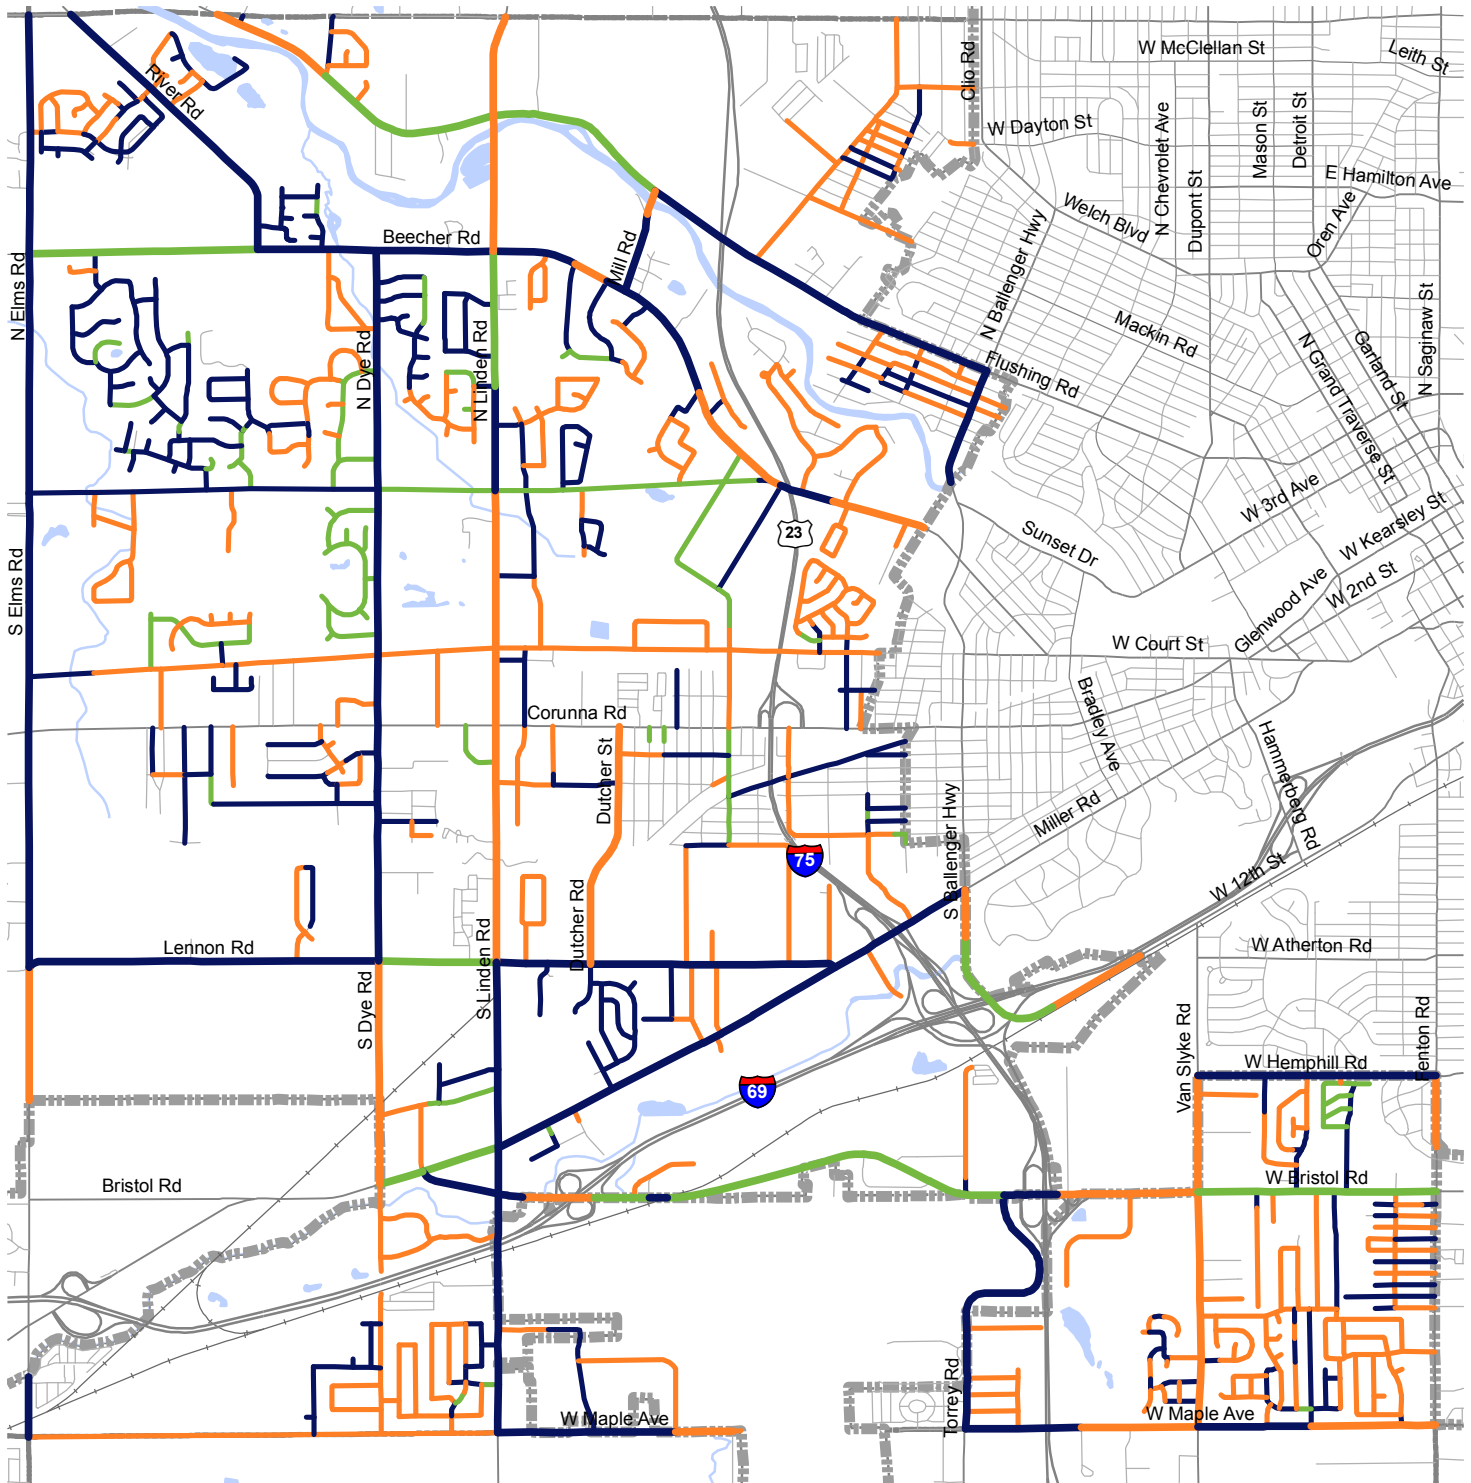 W McClellan St
Leith St
Clio Rd
River Rd
W Dayton St
N Chevrolet Ave
Mason St
Detroit St
E Hamilton Ave
Dupont St
Welch Blvd
Oren Ave
Beecher Rd
Mill Rd
N Ballenger Hwy
N Elms Rd
N Dye Rd
N Linden Rd
Mackin Rd
Flushing Rd
N Grand Traverse St
Garland St
N Saginaw St
W 3rd Ave
W Kearsley St
23
Sunset Dr
S Elms Rd
Glenwood Ave
W 2nd St
W Court St
Bradley Ave
Corunna Rd
Dutcher St
Hammerberg Rd
S Ballenger Hwy
Miller Rd
75
W 12th St
Dutcher Rd
Lennon Rd
S Linden Rd
W Atherton Rd
S Dye Rd
Van Slyke Rd
Fenton Rd
W Hemphill Rd
69
Bristol Rd
W Bristol Rd
Torrey Rd
W Maple Ave
W Maple Ave